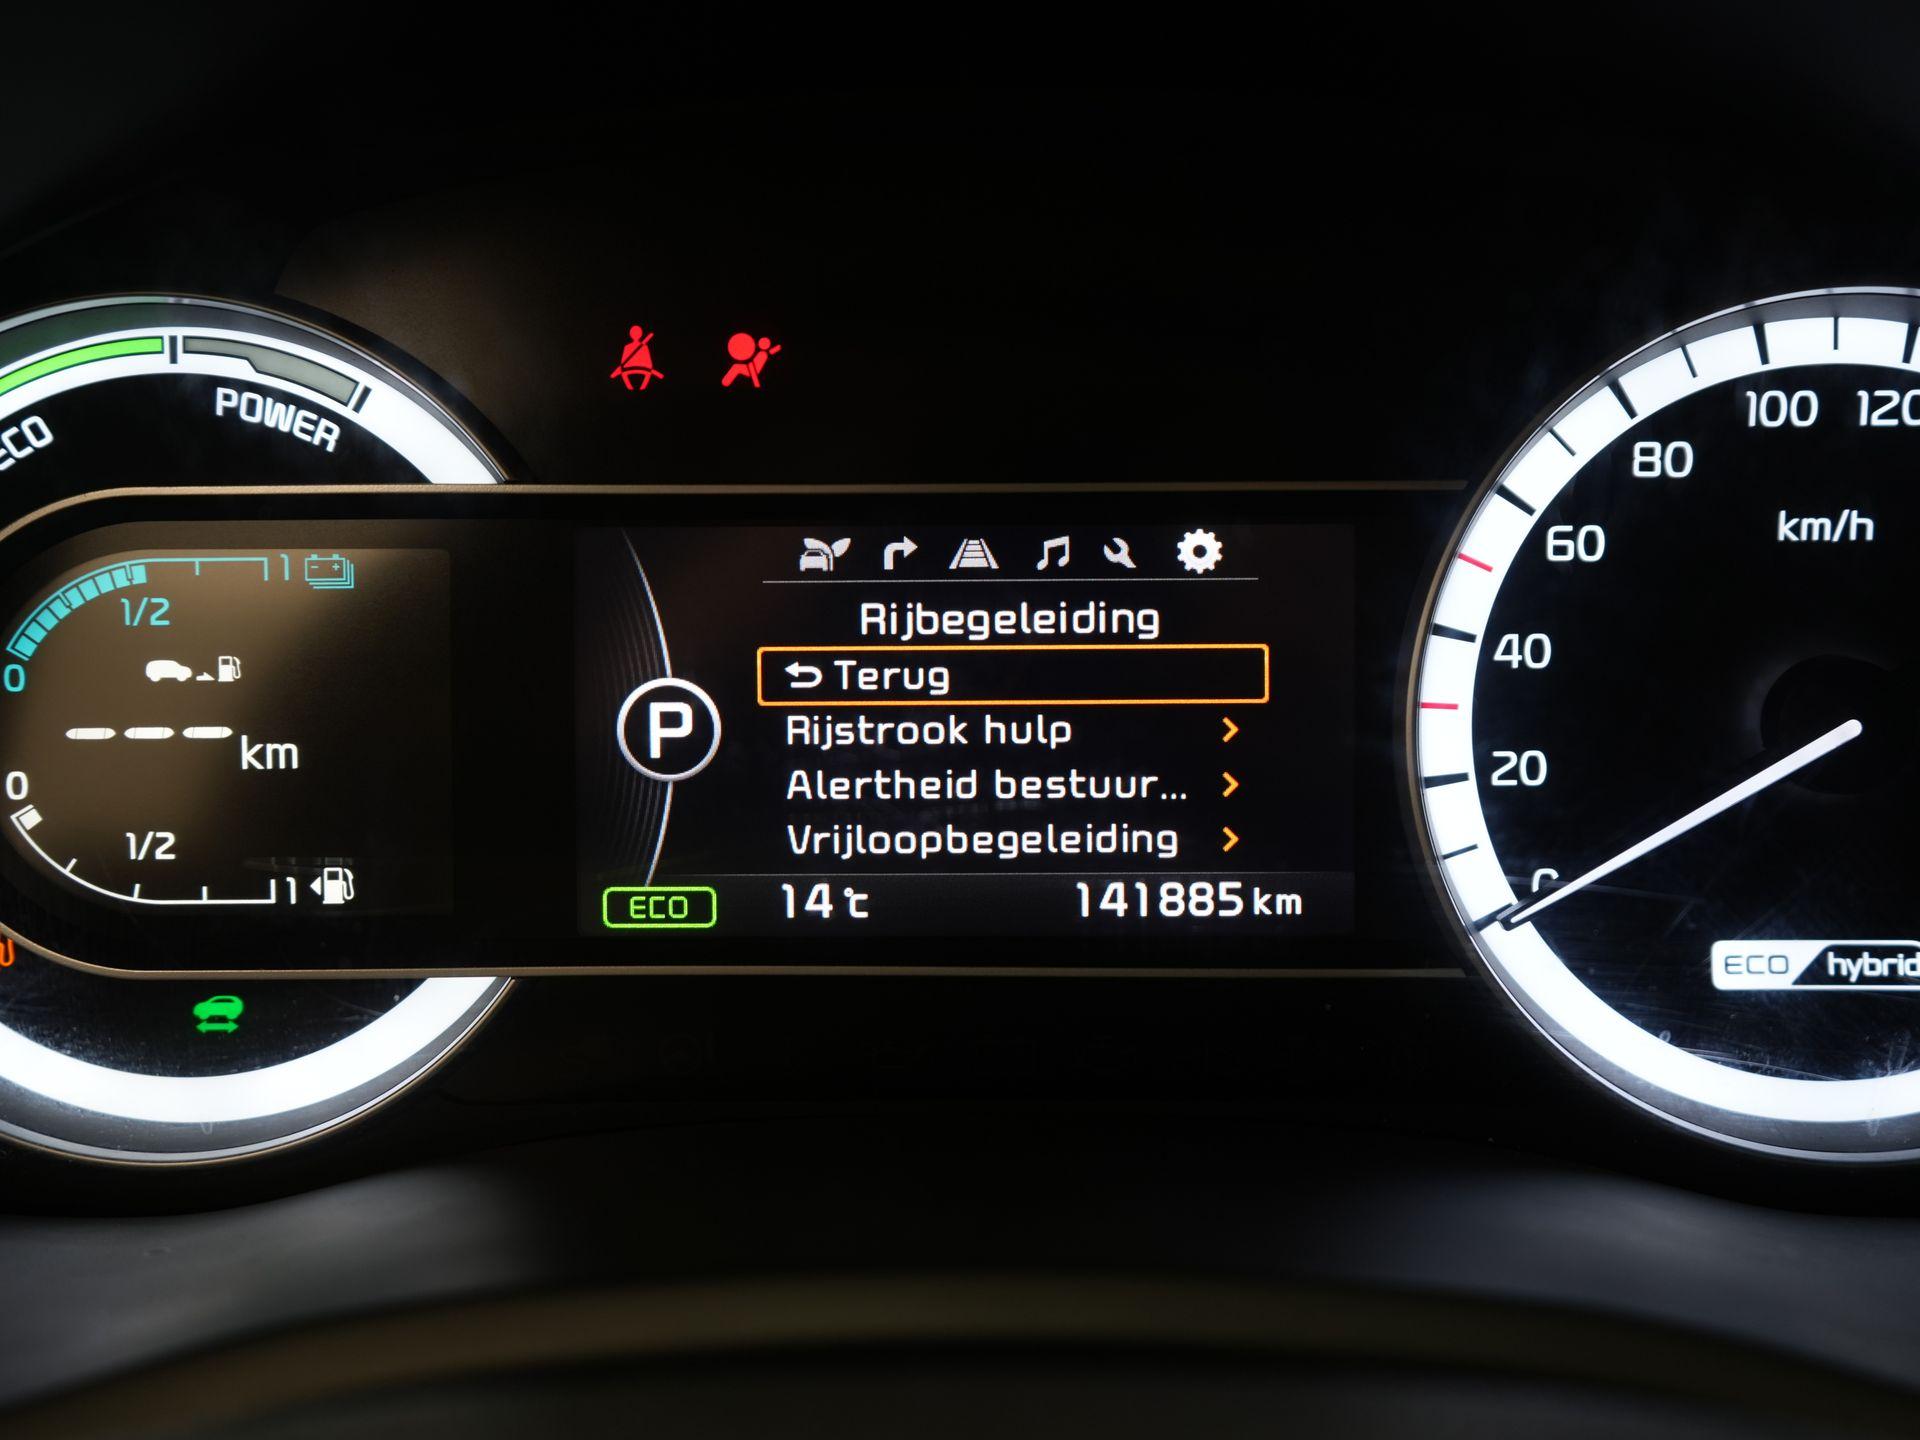 ECO
POWER
1/2
1
0
--- km
0
1/2
1
P
ECO
Rijbegeleiding
Terug
Rijstrook hulp
Alertheid bestuur...
Vrijloopbegeleiding
14 ℃
141885 km
120
100
80
60
40
20
0
km/h
ECO hybrid